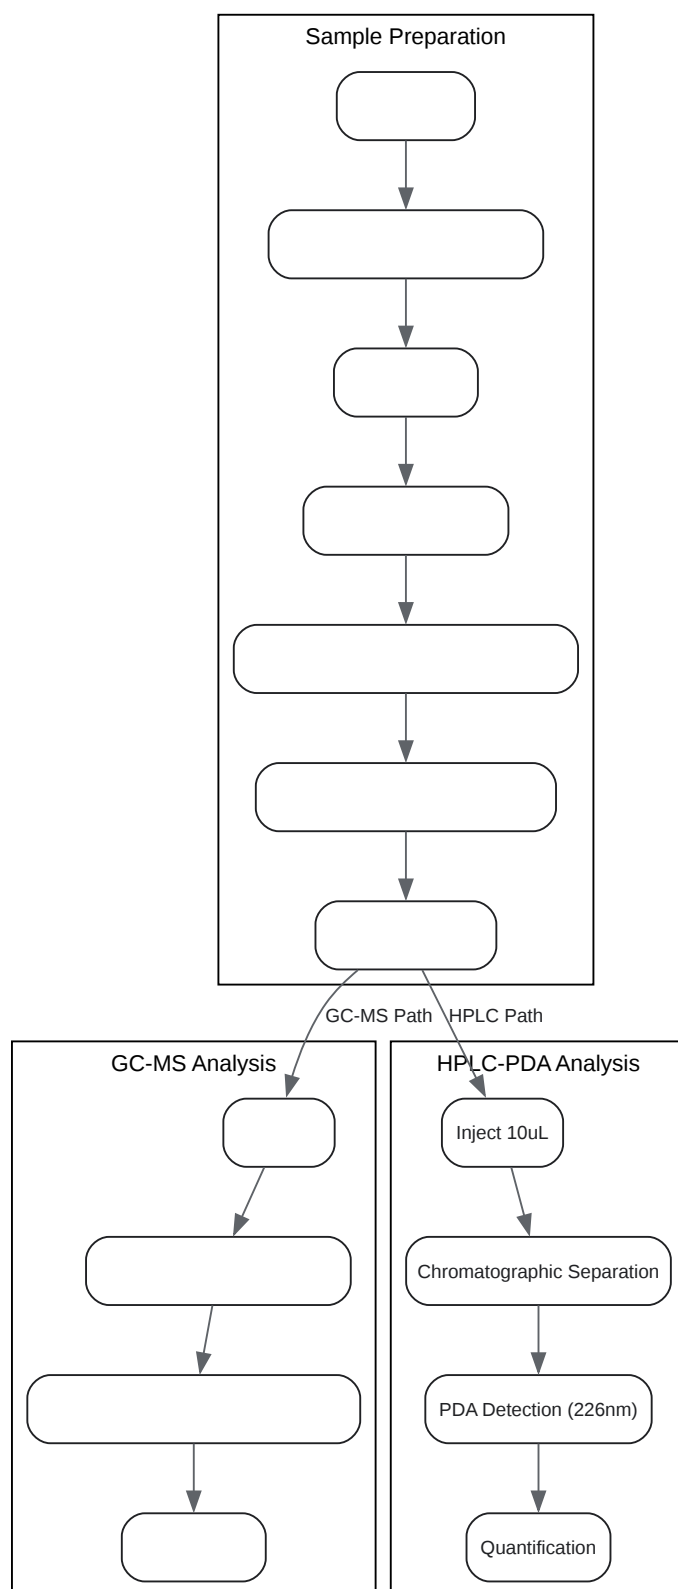 Sample Preparation
GC-MS Path
HPLC Path
GC-MS Analysis
HPLC-PDA Analysis
Inject 10uL
Chromatographic Separation
PDA Detection (226nm)
Quantification